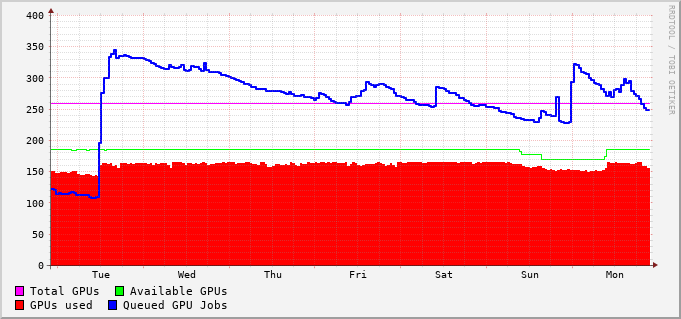 400
350
300
250
200
150
100
50
0
Tue Wed Thu Fri Sat Sun Mon
RRDTOOL / TOBI OETIKER
Total GPUs Available GPUs
GPUs used Queued GPU Jobs